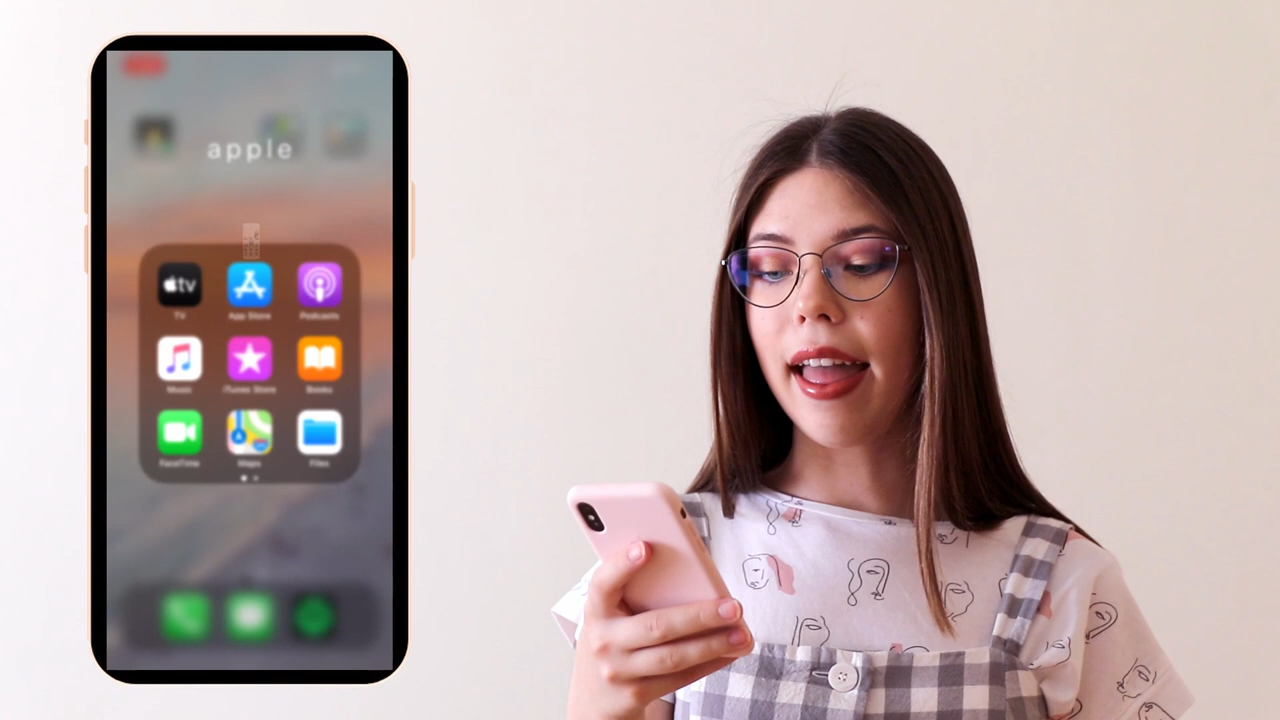 apple
tv
TV
App Store
Podcasts
Music
iTunes Store
Books
FaceTime
Maps
Files